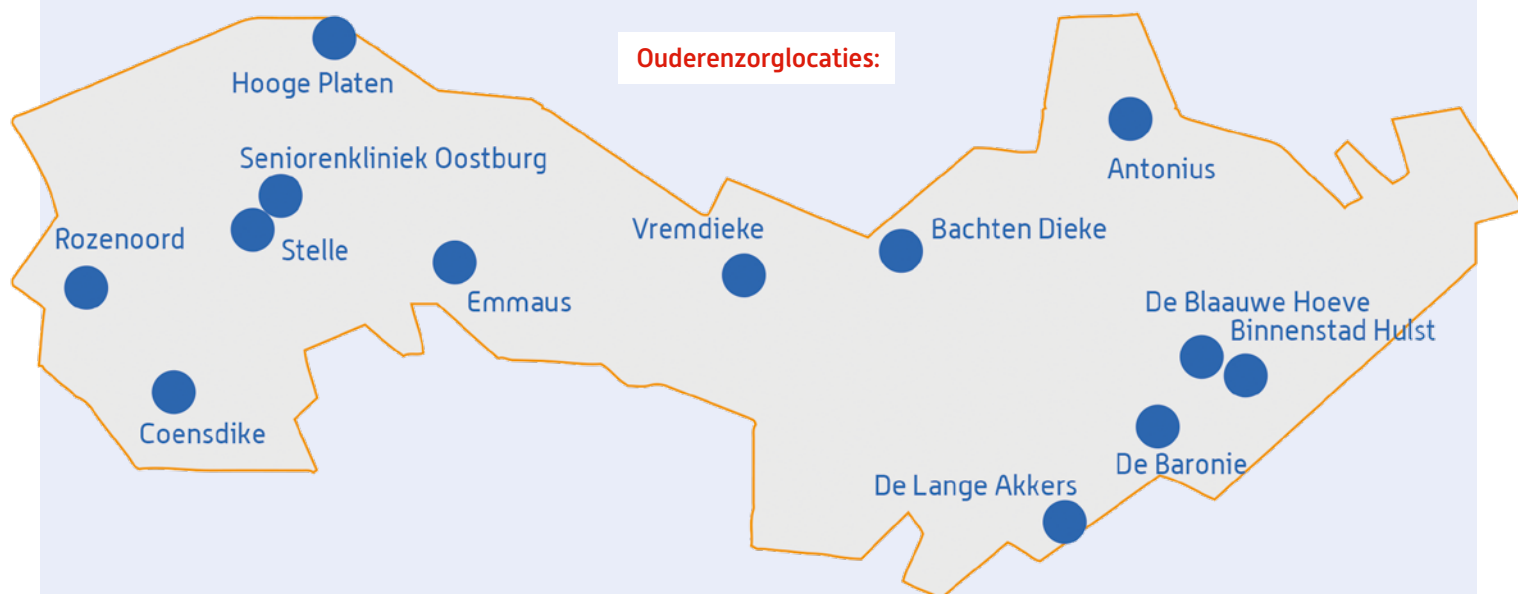 Ouderenzorglocaties:
Hooge Platen
Seniorenkliniek Oostburg
Antonius
Rozenoord
Stelle
Vremdieke
Bachten Dieke
Emmaus
De Blaauwe Hoeve
Binnenstad Hulst
Coensdike
De Baronie
De Lange Akkers